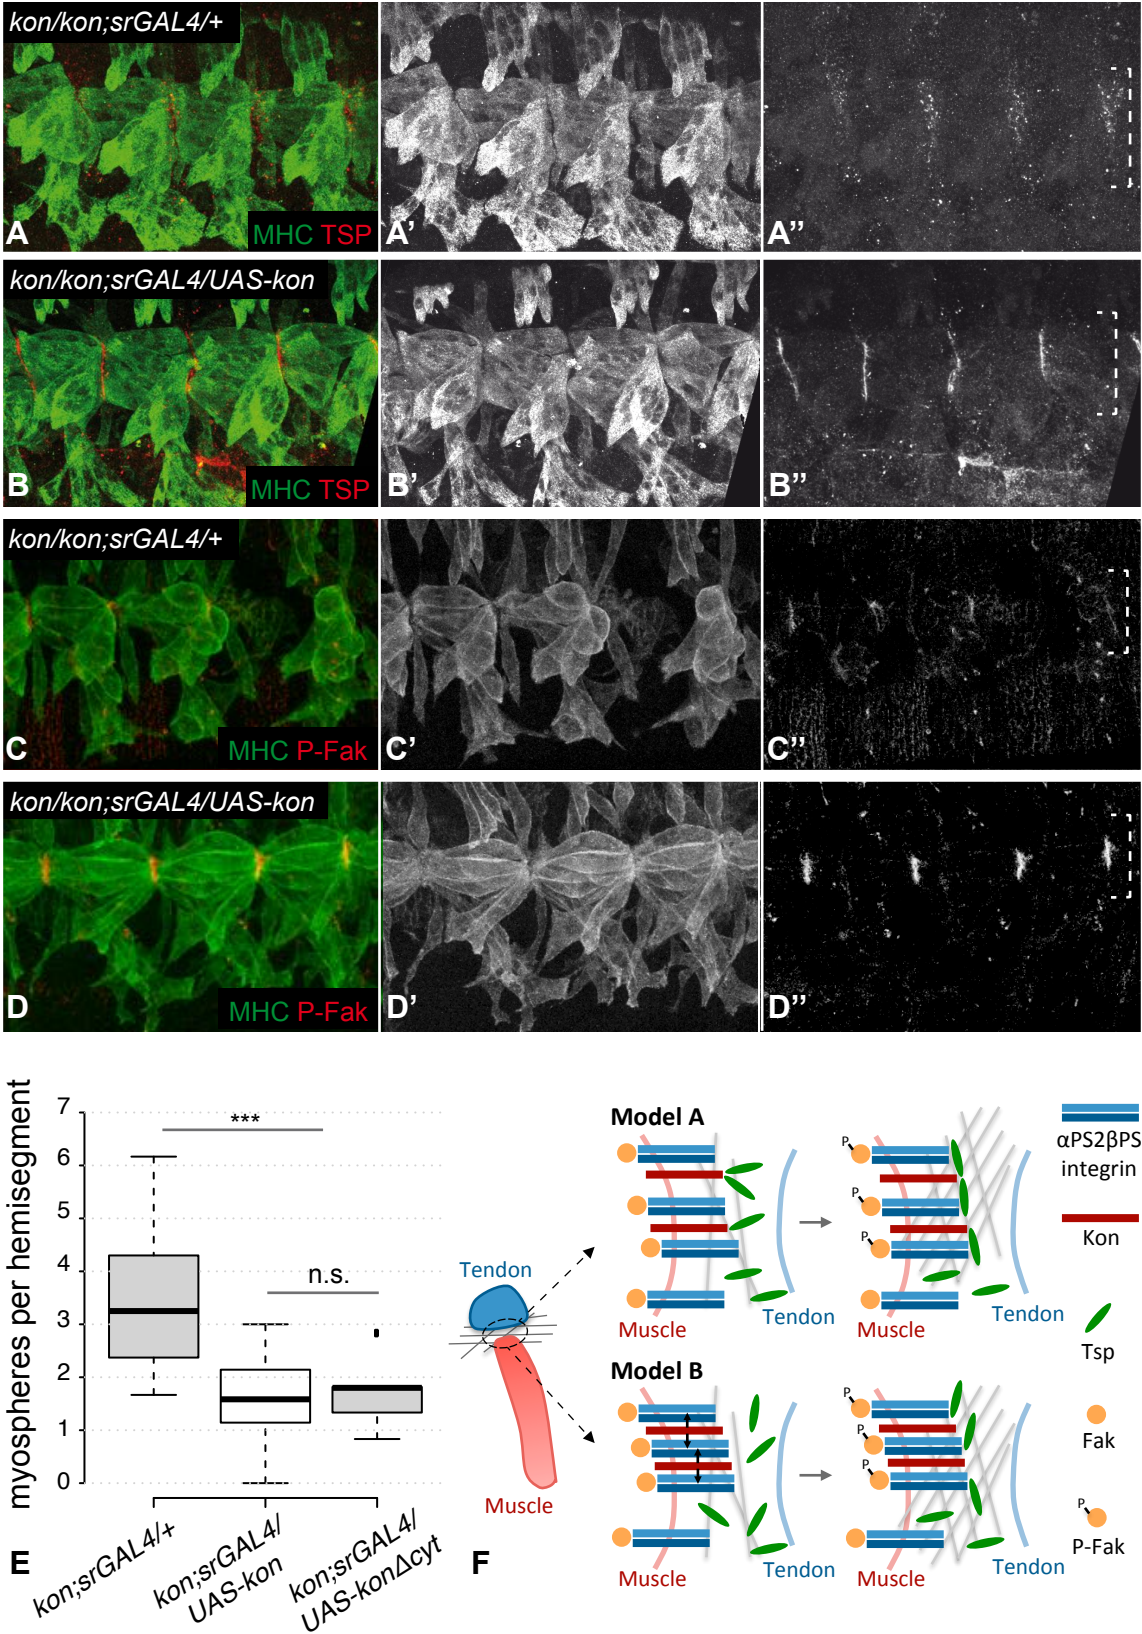 kon/kon;srGAL4/+
MHC TSP
A
A'
A''
kon/kon;srGAL4/UAS-kon
MHC TSP
B
B'
B''
kon/kon;srGAL4/+
MHC P-Fak
C
C'
C''
kon/kon;srGAL4/UAS-kon
MHC P-Fak
D
D'
D''
myospheres per hemisegment
7
6
5
4
3
2
1
0
***
n.s.
kon;srGAL4/+
kon;srGAL4/
UAS-kon
kon;srGAL4/
UAS-konΔcyt
E
Tendon
Muscle
F
Model A
Muscle
Tendon
P
P
P
Muscle
Tendon
Model B
Muscle
Tendon
P
P
P
Muscle
Tendon
αPS2βPS
integrin
Kon
Tsp
Fak
P
P-Fak